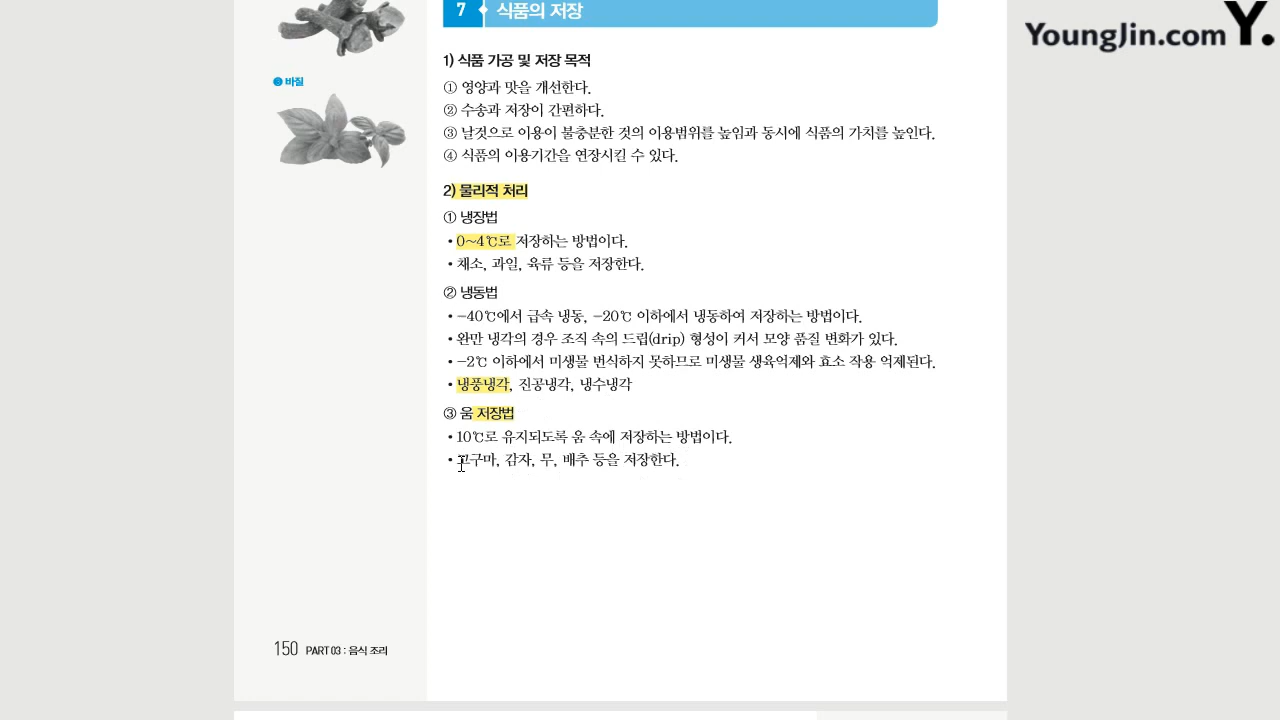 YoungJin.com Y.
7 식품의 저장
1) 식품 가공 및 저장 목적
① 영양과 맛을 개선한다.
② 수송과 저장이 간편하다.
③ 날것으로 이용이 불충분한 것의 이용범위를 높임과 동시에 식품의 가치를 높인다.
④ 식품의 이용기간을 연장시킬 수 있다.
2) 물리적 처리
① 냉장법
• 0~4℃로 저장하는 방법이다.
• 채소, 과일, 육류 등을 저장한다.
② 냉동법
• -40℃에서 급속 냉동, -20℃ 이하에서 냉동하여 저장하는 방법이다.
• 완만 냉각의 경우 조직 속의 드립(drip) 형성이 커서 모양 품질 변화가 있다.
• -2℃ 이하에서 미생물 번식하지 못하므로 미생물 생육억제와 효소 작용 억제된다.
• 냉풍냉각, 진공냉각, 냉수냉각
③ 움 저장법
• 10℃로 유지되도록 움 속에 저장하는 방법이다.
• 고구마, 감자, 무, 배추 등을 저장한다.
바질
150 PART 03 : 음식 조리